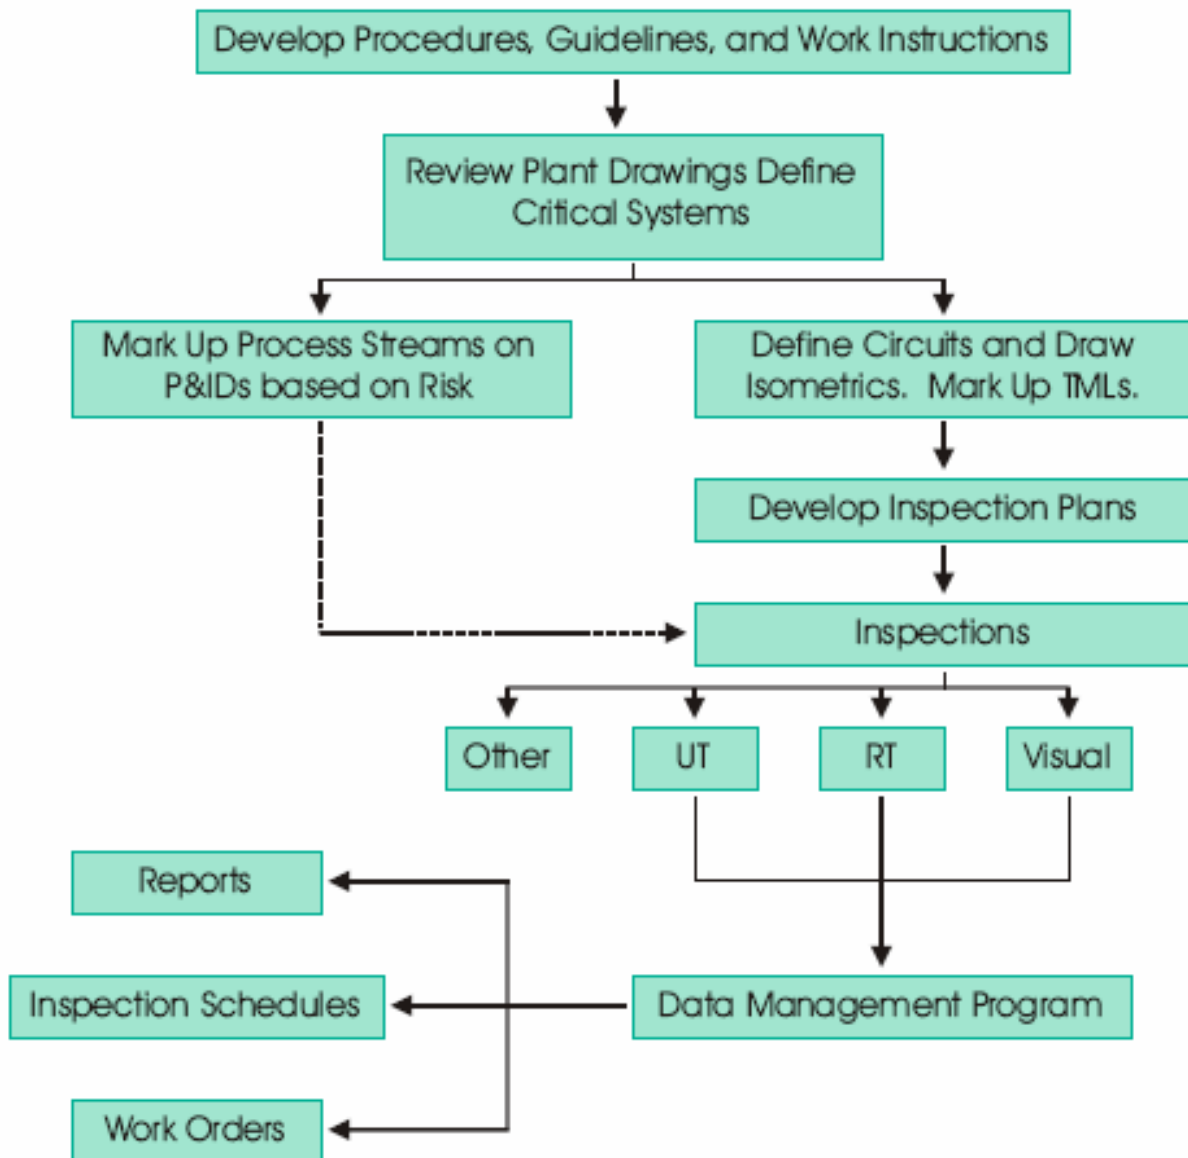 Develop Procedures, Guidelines, and Work Instructions
Review Plant Drawings Define
Critical Systems
Mark Up Process Streams on
P&IDs based on Risk
Define Circuits and Draw
Isometrics. Mark Up TMLs.
Develop Inspection Plans
Inspections
Other
UT
RT
Visual
Reports
Inspection Schedules
Data Management Program
Work Orders